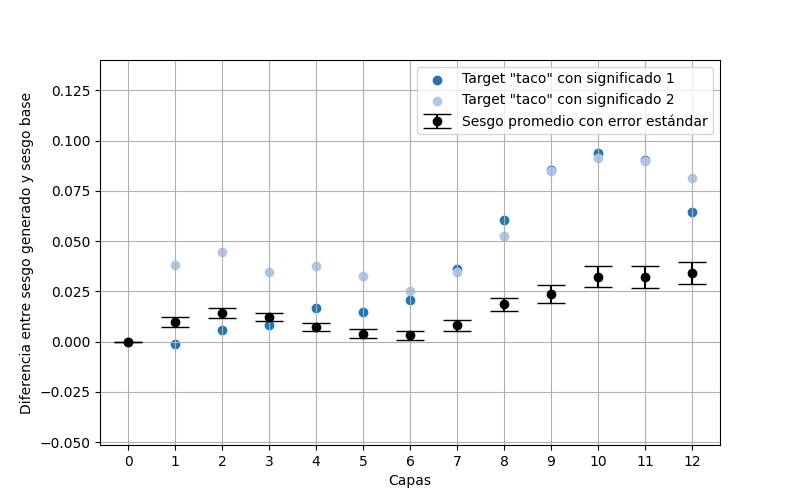 Target "taco" con significado 1
Target "taco" con significado 2
Sesgo promedio con error estándar
Diferencia entre sesgo generado y sesgo base
0.125
0.100
0.075
0.050
0.025
0.000
−0.025
−0.050
0 1 2 3 4 5 6 7 8 9 10 11 12
Capas